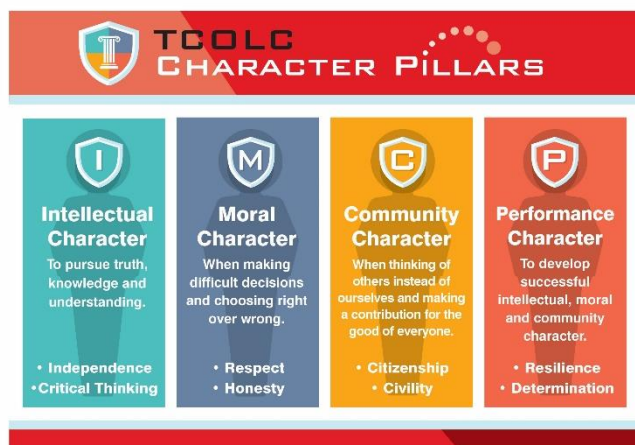 TCOLC
CHARACTER PILLARS
I
Intellectual
Character
To pursue truth,
knowledge and
understanding.
• Independence
•Critical Thinking
M
Moral
Character
When making
difficult decisions
and choosing right
over wrong.
• Respect
• Honesty
C
Community
Character
When thinking of
others instead of
ourselves and making
a contribution for the
good of everyone.
• Citizenship
• Civility
P
Performance
Character
To develop
successful
intellectual, moral
and community
character.
• Resilience
• Determination